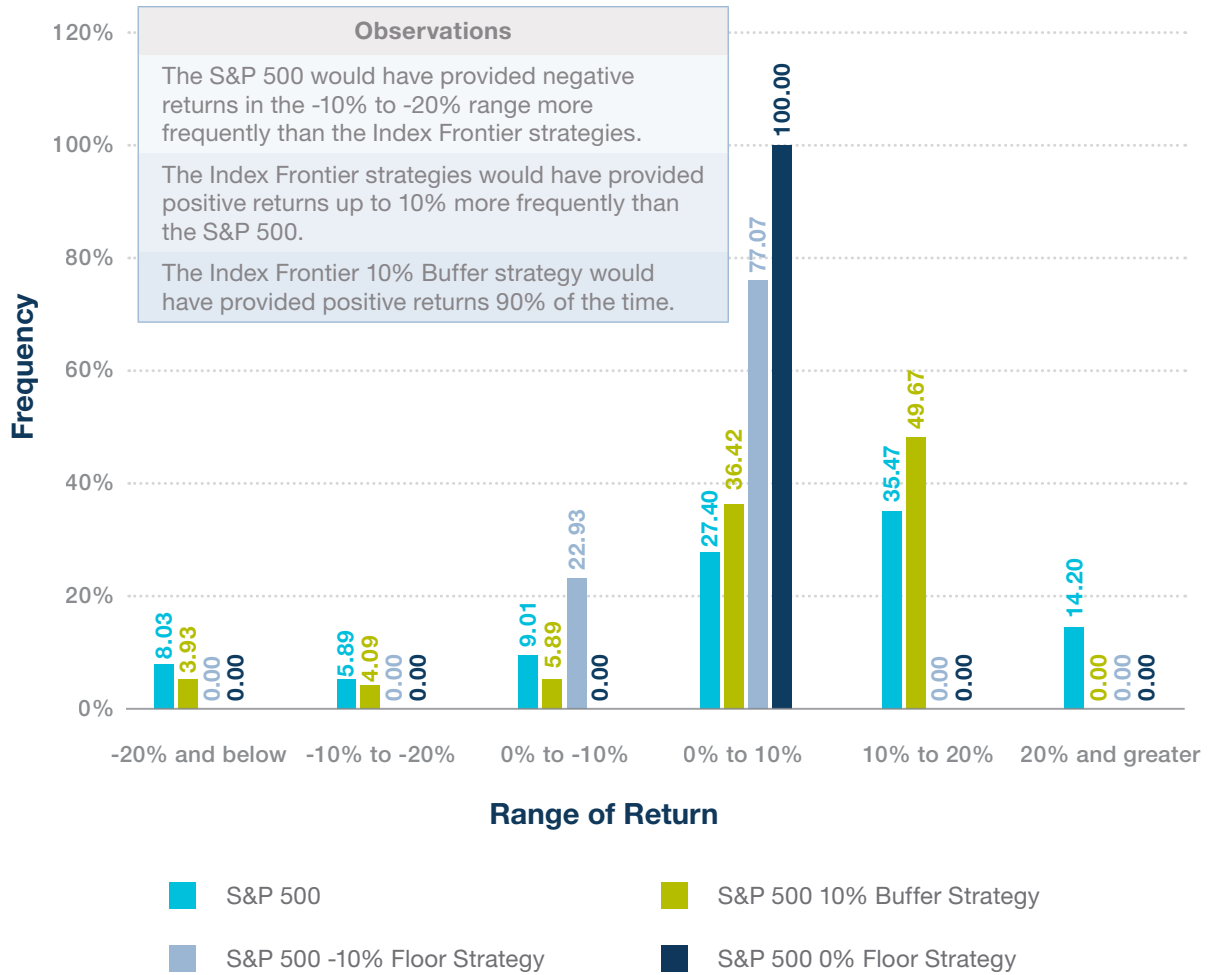 Observations
The S&P 500 would have provided negative
returns in the -10% to -20% range more
frequently than the Index Frontier strategies.
The Index Frontier strategies would have provided
positive returns up to 10% more frequently than
the S&P 500.
The Index Frontier 10% Buffer strategy would
have provided positive returns 90% of the time.
Frequency
120%
100%
80%
60%
40%
20%
0%
8.03
3.93
0.00
0.00
5.89
4.09
0.00
0.00
9.01
5.89
22.93
0.00
27.40
36.42
77.07
100.00
35.47
49.67
0.00
0.00
14.20
0.00
0.00
0.00
-20% and below
-10% to -20%
0% to -10%
0% to 10%
10% to 20%
20% and greater
Range of Return
S&P 500
S&P 500 10% Buffer Strategy
S&P 500 -10% Floor Strategy
S&P 500 0% Floor Strategy